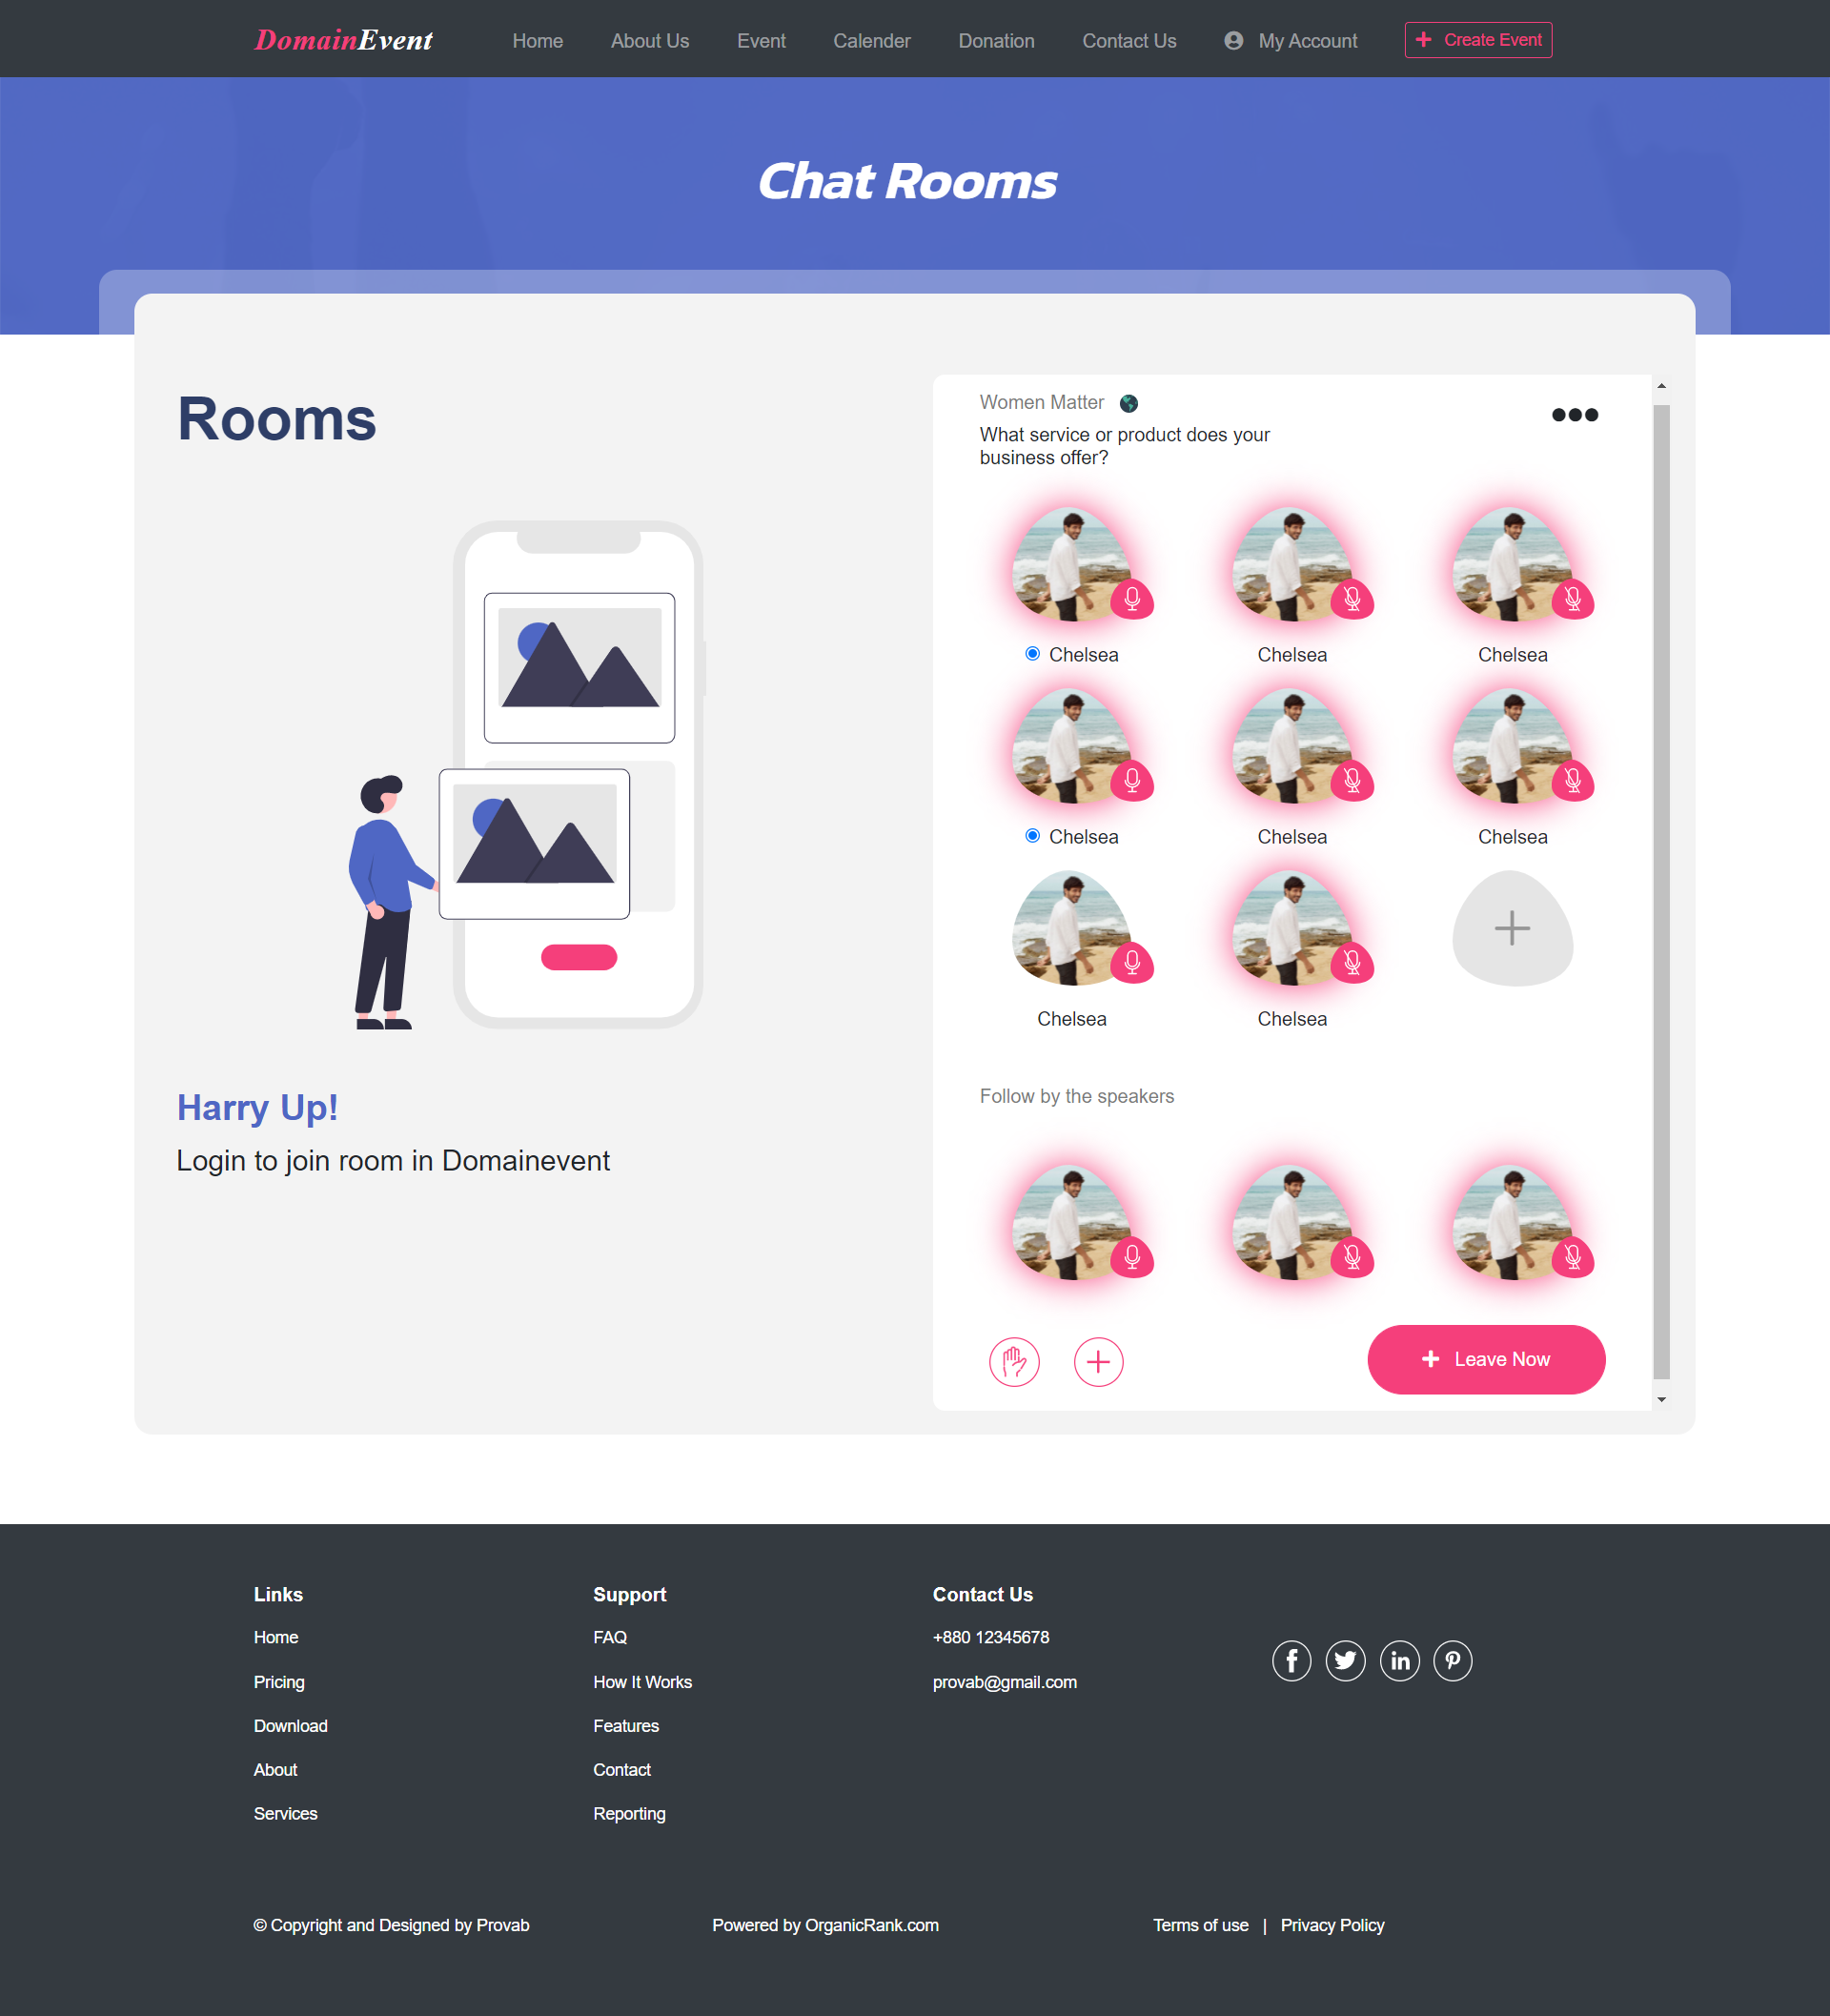 DomainEvent
Home
About Us
Event
Calender
Donation
Contact Us
My Account
Create Event
Chat Rooms
Rooms
Harry Up!
Login to join room in Domainevent
Women Matter
What service or product does your
business offer?
Chelsea
Chelsea
Chelsea
Chelsea
Chelsea
Chelsea
Chelsea
Chelsea
Follow by the speakers
Leave Now
Links
Home
Pricing
Download
About
Services
Support
FAQ
How It Works
Features
Contact
Reporting
Contact Us
+880 12345678
provab@gmail.com
© Copyright and Designed by Provab
Powered by OrganicRank.com
Terms of use | Privacy Policy